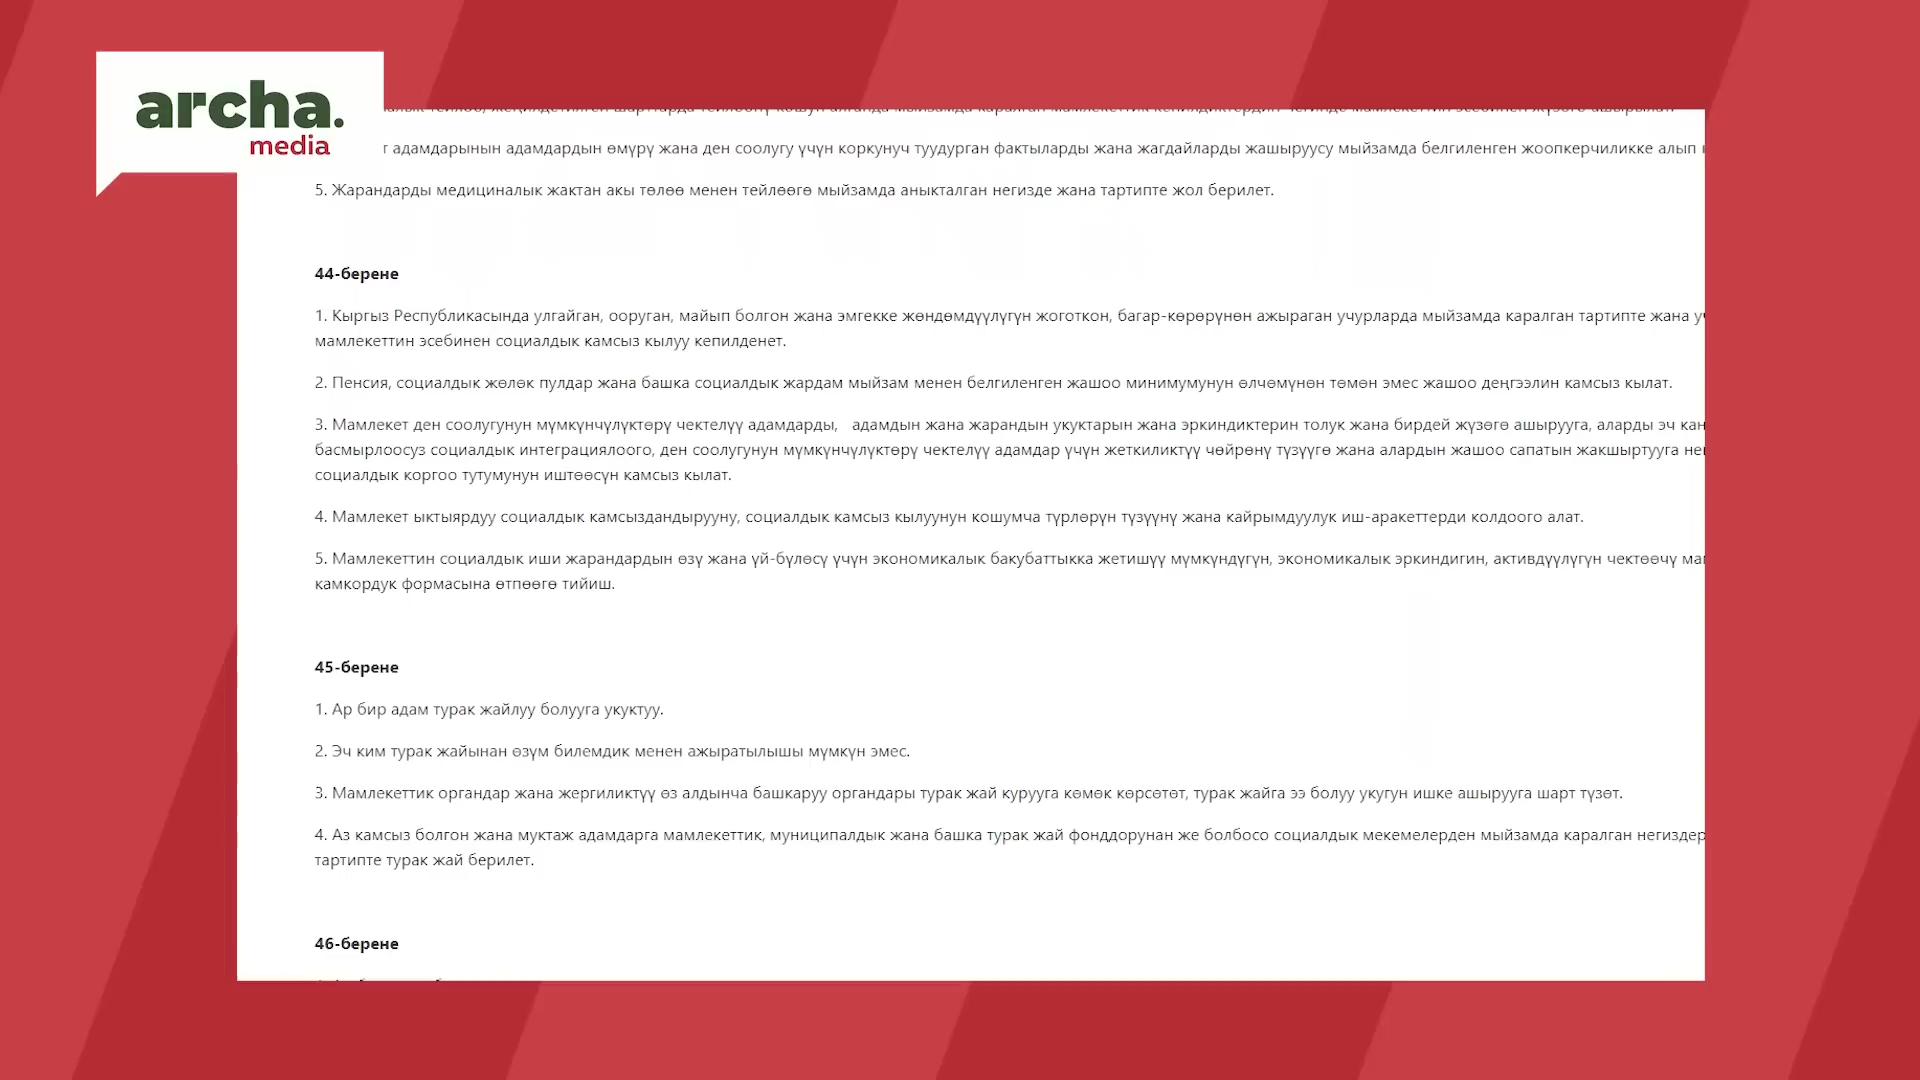 archa.
media
т адамдарынын адамдардын өмүрү жана ден соолугу үчүн коркунуч туудурган фактыларды жана жагдайларды жашыруусу мыйзамда белгиленген жоопкерчиликке алып
5. Жарандарды медициналык жактан акы төлөө менен тейлөөгө мыйзамда аныкталган негизде жана тартипте жол берилет.
44-берене
1. Кыргыз Республикасында улгайган, ооруган, майып болгон жана эмгекке жөндөмдүүлүгүн жоготкон, багар-көрөрүнөн ажыраган учурларда мыйзамда каралган тартипте жана
мамлекеттин эсебинен социалдык камсыз кылуу кепилденет.
2. Пенсия, социалдык жөлөк пулдар жана башка социалдык жардам мыйзам менен белгиленген жашоо минимумунун өлчөмүнөн төмөн эмес жашоо деңгээлин камсыз кылат.
3. Мамлекет ден соолугунун мүмкүнчүлүктөрү чектелүү адамдарды, адамдын жана жарандын укуктарын жана эркиндиктерин толук жана бирдей жүзөгө ашырууга, аларды эч кан
басмырлоосуз социалдык интеграциялоого, ден соолугунун мүмкүнчүлүктөрү чектелүү адамдар үчүн жеткиликтүү чөйрөнү түзүүгө жана алардын жашоо сапатын жакшыртууга
социалдык коргоо тутумунун иштөөсүн камсыз кылат.
4. Мамлекет ыктыярдуу социалдык камсыздандырууну, социалдык камсыз кылуунун кошумча түрлөрүн түзүүнү жана кайрымдуулук иш-аракеттерди колдоого алат.
5. Мамлекеттин социалдык иши жарандардын өзү жана үй-бүлөсү үчүн экономикалык бакубаттыкка жетишүү мүмкүндүгүн, экономикалык эркиндигин, активдүүлүгүн чектөөчү
камкордук формасына өтпөөгө тийиш.
45-берене
1. Ар бир адам турак жайлуу болууга укуктуу.
2. Эч ким турак жайынан өзүм билемдик менен ажыратылышы мүмкүн эмес.
3. Мамлекеттик органдар жана жергиликтүү өз алдынча башкаруу органдары турак жай курууга көмөк көрсөтөт, турак жайга ээ болуу укугун ишке ашырууга шарт түзөт.
4. Аз камсыз болгон жана муктаж адамдарга мамлекеттик, муниципалдык жана башка турак жай фонддорунан же болбосо социалдык мекемелерден мыйзамда каралган негиздер
тартипте турак жай берилет.
46-берене